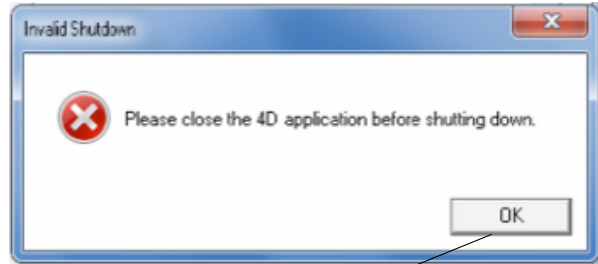 Invalid Shutdown
Please close the 4D application before shutting down.
OK